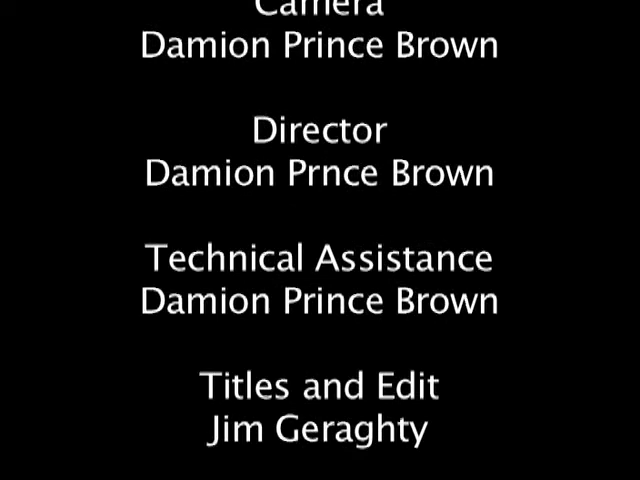 Camera
Damion Prince Brown
Director
Damion Prnce Brown
Technical Assistance
Damion Prince Brown
Titles and Edit
Jim Geraghty